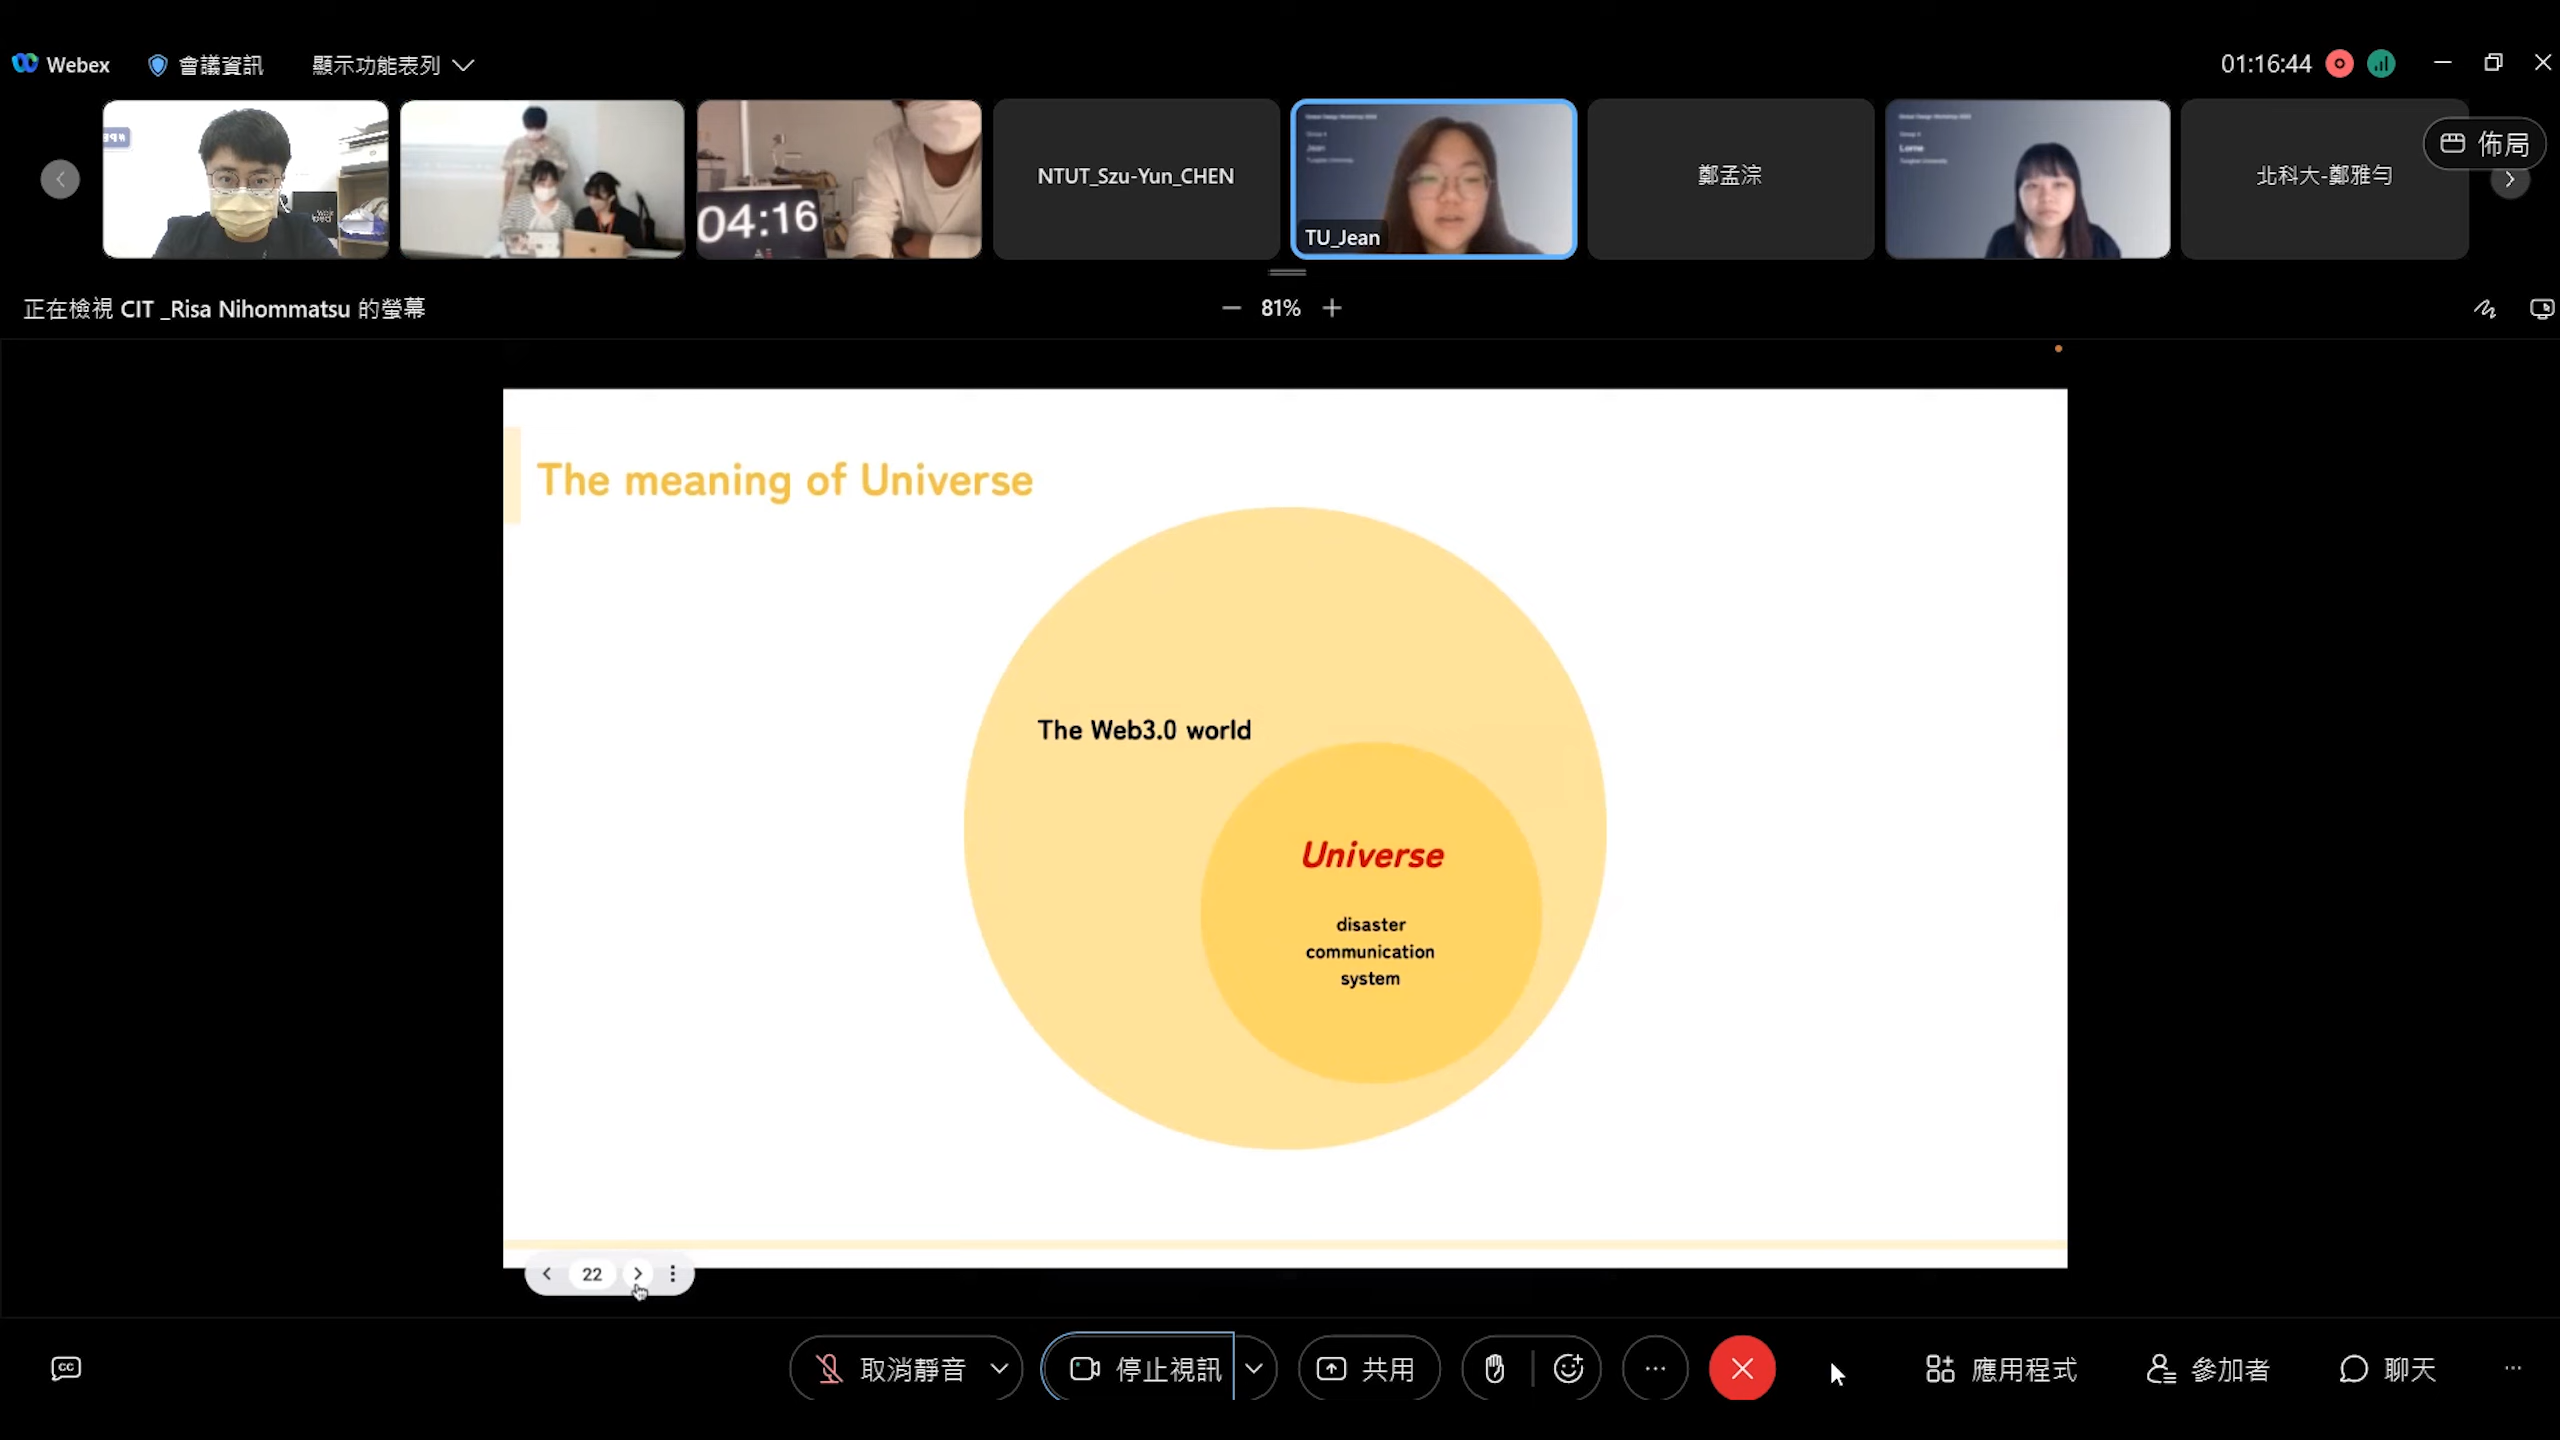 Webex
會議資訊
顯示功能表列
01:16:44
04:16
NTUT_Szu-Yun_CHEN
Jean
TU_Jean
鄭孟淙
Lorme
北科大-鄭雅勻
佈局
正在檢視 CIT _Risa Nihommatsu 的螢幕
81%
The meaning of Universe
The Web3.0 world
Universe
disaster
communication
system
22
取消靜音
停止視訊
共用
應用程式
參加者
聊天